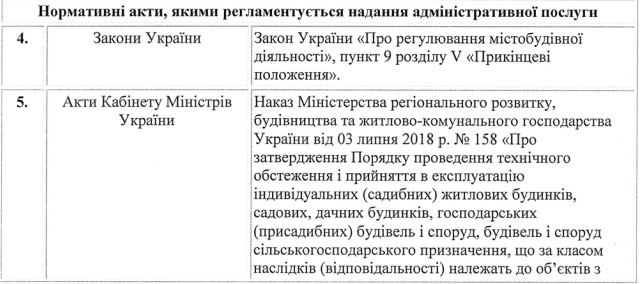 Нормативні акти, якими регламентується надання адміністративної послуги
4. Закони України Закон України «Про регулювання містобудівної
діяльності», пункт 9 розділу V «Прикінцеві
положення».
5. Акти Кабінету Міністрів Наказ Міністерства регіонального розвитку,
України будівництва та житлово-комунального господарства
України від 03 липня 2018 р. № 158 «Про
затвердження Порядку проведення технічного
обстеження і прийняття в експлуатацію
індивідуальних (садибних) житлових будинків,
садових, дачних будинків, господарських
(присадибних) будівель і споруд, будівель і споруд
сільськогосподарського призначення, що за класом
наслідків (відповідальності) належать до об’єктів з